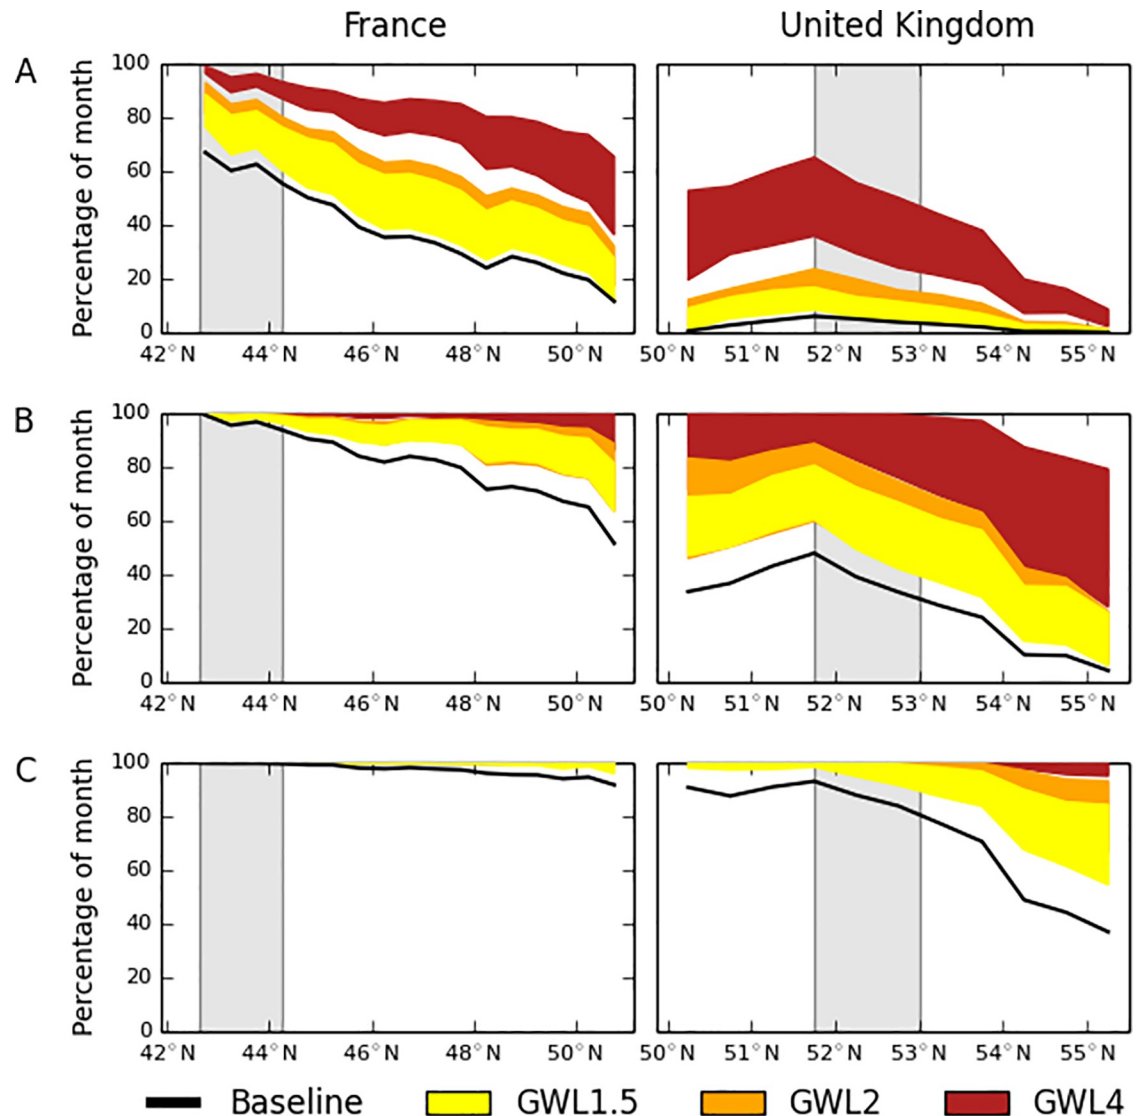 France United Kingdom
A
Percentage of month
100
80
60
40
20
0
42°N 44°N 46°N 48°N 50°N 50°N 51°N 52°N 53°N 54°N 55°N
B
Percentage of month
100
80
60
40
20
0
42°N 44°N 46°N 48°N 50°N 50°N 51°N 52°N 53°N 54°N 55°N
C
Percentage of month
100
80
60
40
20
0
42°N 44°N 46°N 48°N 50°N 50°N 51°N 52°N 53°N 54°N 55°N
Baseline GWL1.5 GWL2 GWL4